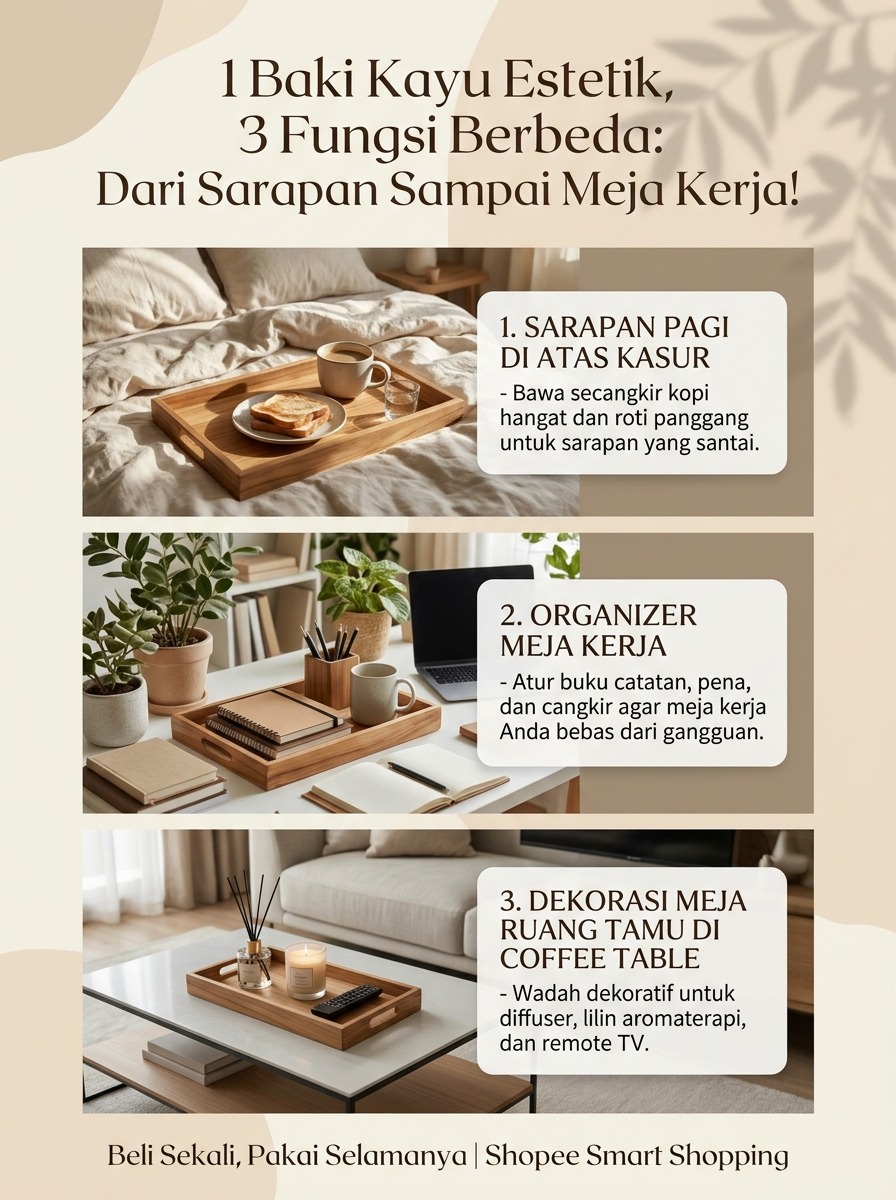 1 Baki Kayu Estetik,
3 Fungsi Berbeda:
Dari Sarapan Sampai Meja Kerja!
1. SARAPAN PAGI
DI ATAS KASUR
- Bawa secangkir kopi
hangat dan roti panggang
untuk sarapan yang santai.
2. ORGANIZER
MEJA KERJA
- Atur buku catatan, pena,
dan cangkir agar meja kerja
Anda bebas dari gangguan.
3. DEKORASI MEJA
RUANG TAMU DI
COFFEE TABLE
- Wadah dekoratif untuk
diffuser, lilin aromaterapi,
dan remote TV.
Beli Sekali, Pakai Selamanya | Shopee Smart Shopping